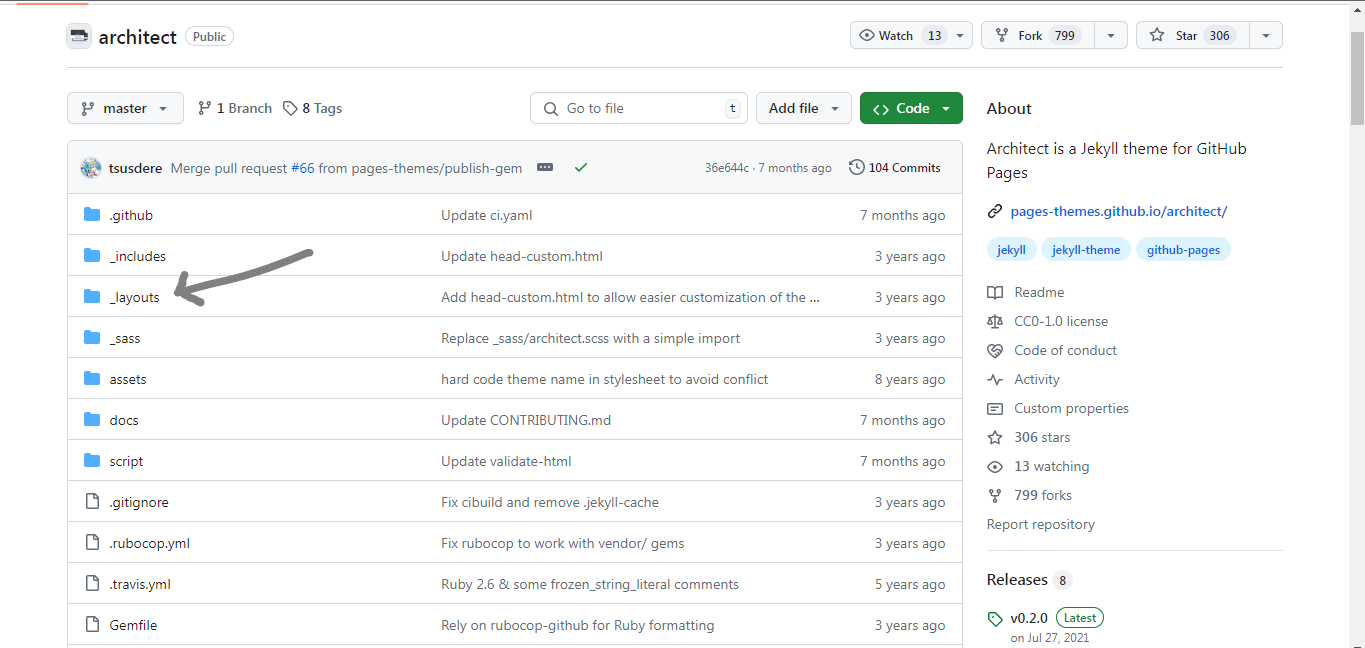 architect Public Watch 13 Fork 799 Star 306
master 1 Branch 8 Tags Go to file t Add file Code
tsusdere Merge pull request #66 from pages-themes/publish-gem 36e644c · 7 months ago 104 Commits
.github Update ci.yaml 7 months ago
_includes Update head-custom.html 3 years ago
_layouts Add head-custom.html to allow easier customization of the ... 3 years ago
_sass Replace _sass/architect.scss with a simple import 3 years ago
assets hard code theme name in stylesheet to avoid conflict 8 years ago
docs Update CONTRIBUTING.md 7 months ago
script Update validate-html 7 months ago
.gitignore Fix cibuild and remove .jekyll-cache 3 years ago
.rubocop.yml Fix rubocop to work with vendor/ gems 3 years ago
.travis.yml Ruby 2.6 & some frozen_string_literal comments 5 years ago
Gemfile Rely on rubocop-github for Ruby formatting 3 years ago
About
Architect is a Jekyll theme for GitHub
Pages
pages-themes.github.io/architect/
jekyll jekyll-theme github-pages
Readme
CC0-1.0 license
Code of conduct
Activity
Custom properties
306 stars
13 watching
799 forks
Report repository
Releases 8
v0.2.0 Latest
on Jul 27, 2021